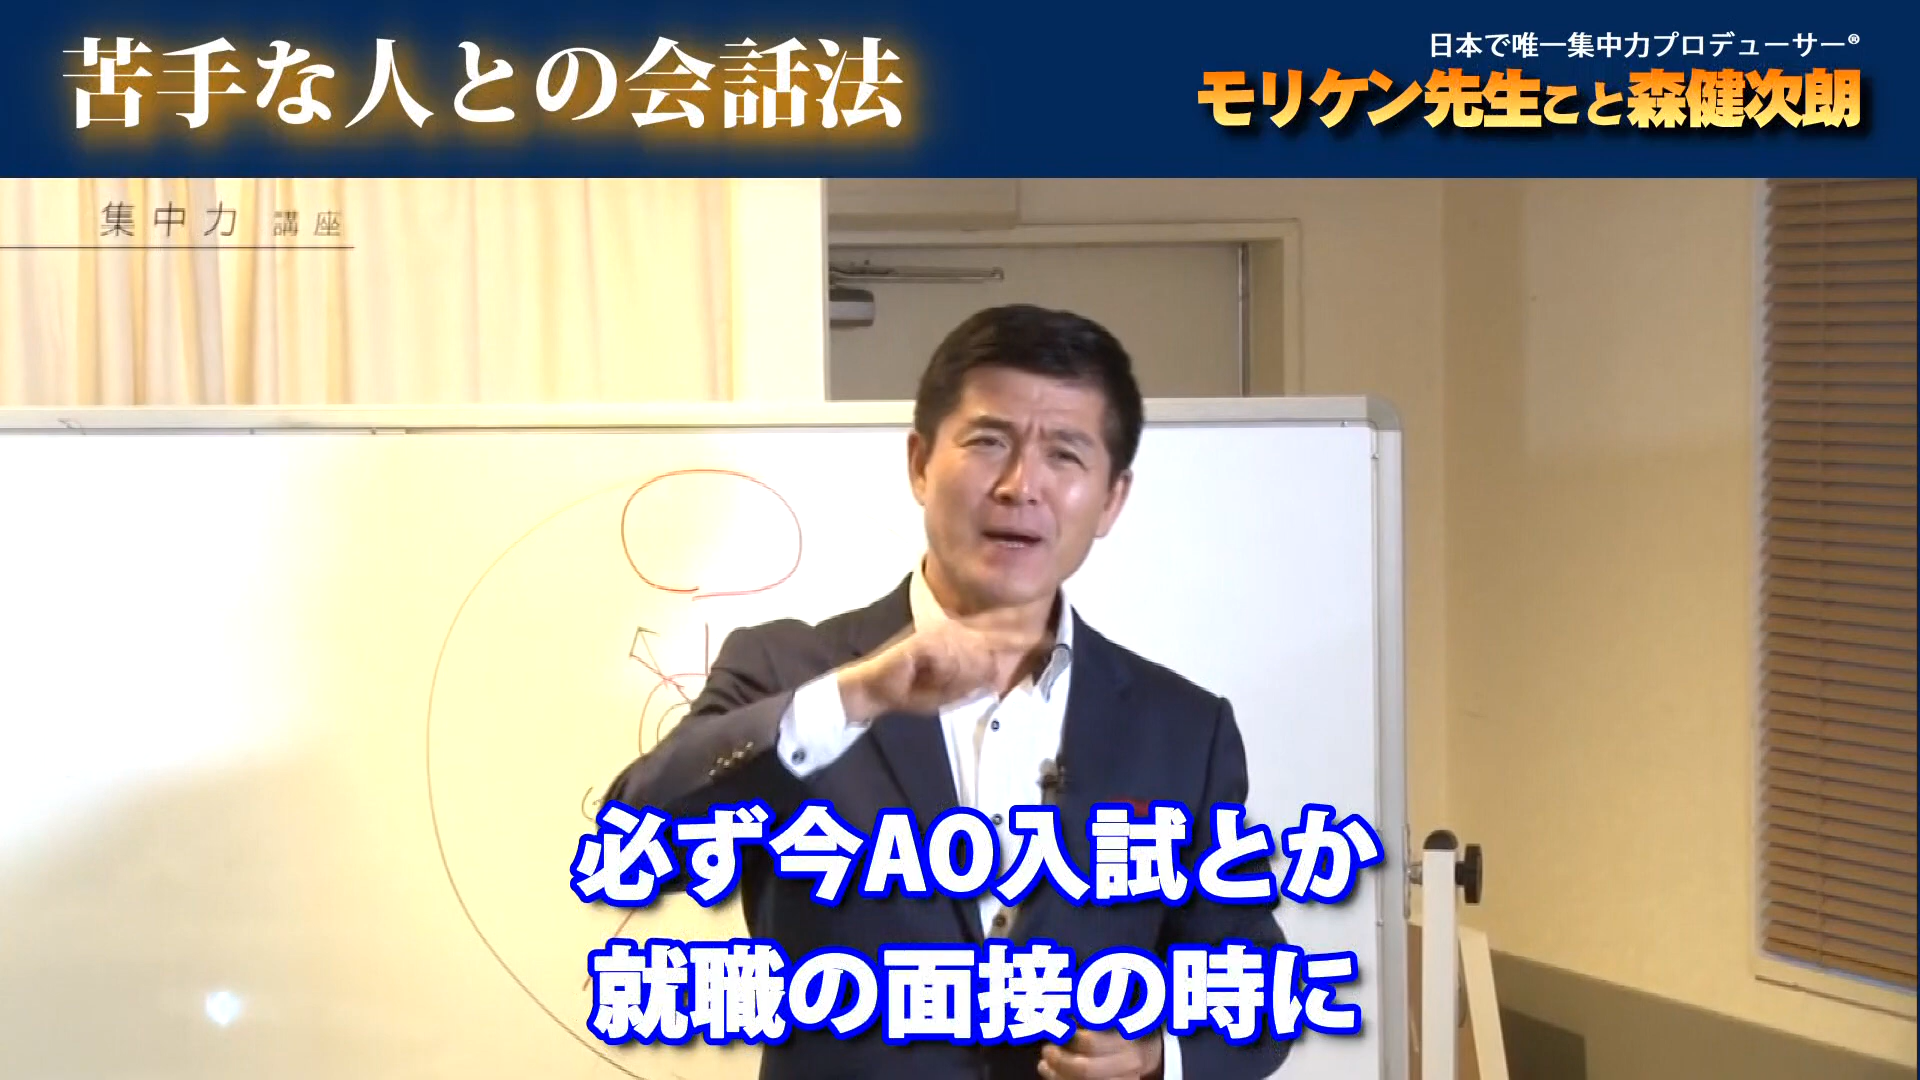 苦手な人との会話法
日本で唯一集中力プロデューサー®
モリケン先生こと森健次朗
集中力 講座
必ず今AO入試とか
就職の面接の時に